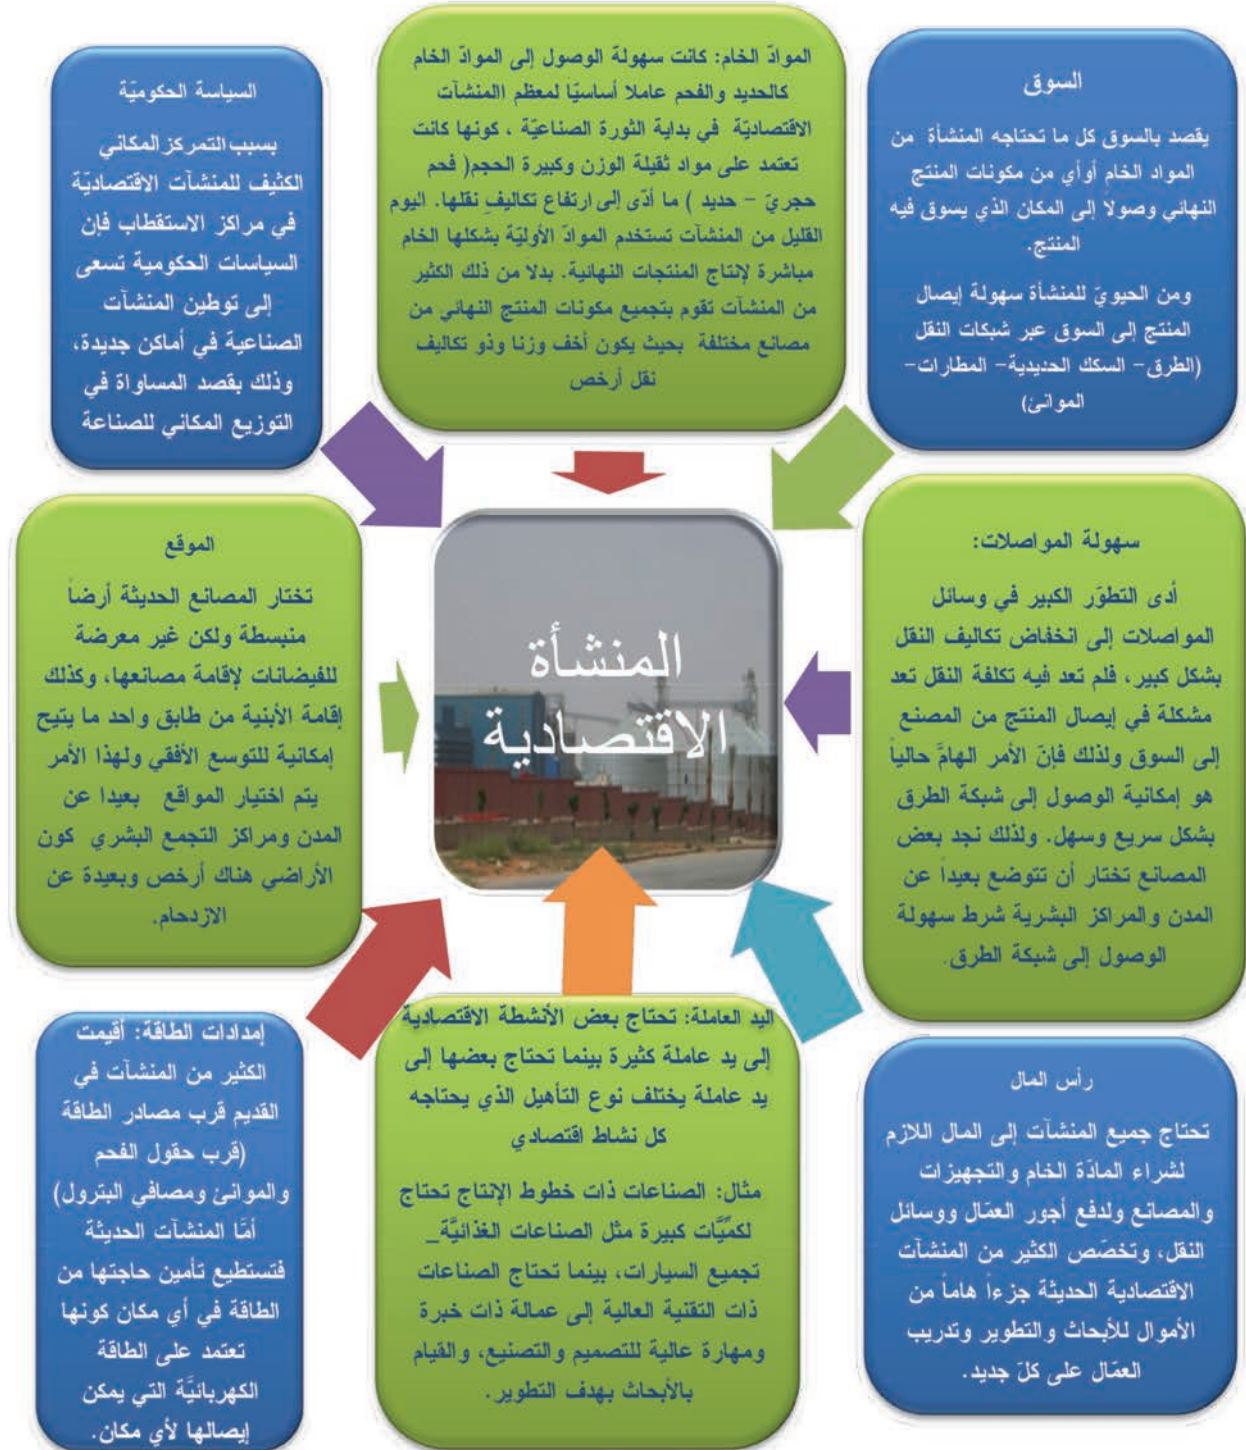 الموادّ الخام: كانت سهولة الوصول إلى الموادّ الخام
كالحديد والفحم عاملا أساسيًا لمعظم االمنشآت
الاقتصاديّة في بداية الثورة الصناعيّة ، كونها كانت
تعتمد على مواد ثقيلة الوزن وكبيرة الحجم( فحم
حجريّ – حديد ) ما أدّى إلى ارتفاع تكاليفِ نقلها. اليوم
القليل من المنشآت تستخدم الموادّ الأوليّة بشكلها الخام
مباشرة لإنتاج المنتجات النهائية. بدلا من ذلك الكثير
من المنشآت تقوم بتجميع مكونات المنتج النهائي من
مصانع مختلفة بحيث يكون أخف وزنا وذو تكاليف
نقل أرخص
السوق
يقصد بالسوق كل ما تحتاجه المنشأة من
المواد الخام أوأي من مكونات المنتج
النهائي وصولا إلى المكان الذي يسوق فيه
المنتج.
ومن الحيويّ للمنشأة سهولة إيصال
المنتج إلى السوق عبر شبكات النقل
(الطرق– السكك الحديدية– المطارات–
الموانئ)
السياسة الحكوميّة
بسبب التمركز المكاني
الكثيف للمنشآت الاقتصاديّة
في مراكز الاستقطاب فإن
السياسات الحكومية تسعى
إلى توطين المنشآت
الصناعية في أماكن جديدة،
وذلك بقصد المساواة في
التوزيع المكاني للصناعة
سهولة المواصلات:
أدى التطوّر الكبير في وسائل
المواصلات إلى انخفاض تكاليف النقل
بشكل كبير، فلم تعد فيه تكلفة النقل تعد
مشكلة في إيصال المنتج من المصنع
إلى السوق ولذلك فإنّ الأمر الهامَّ حالياً
هو إمكانية الوصول إلى شبكة الطرق
بشكل سريع وسهل. ولذلك نجد بعض
المصانع تختار أن تتوضع بعيداً عن
المدن والمراكز البشرية شرط سهولة
الوصول إلى شبكة الطرق.
المنشأة
الاقتصادية
الموقع
تختار المصانع الحديثة أرضاً
منبسطة ولكن غير معرضة
للفيضانات لإقامة مصانعها، وكذلك
إقامة الأبنية من طابق واحد ما يتيح
إمكانية للتوسع الأفقي ولهذا الأمر
يتم اختيار المواقع بعيدا عن
المدن ومراكز التجمع البشري كون
الأراضي هناك أرخص وبعيدة عن
الازدحام.
رأس المال
تحتاج جميع المنشآت إلى المال اللازم
لشراء المادّة الخام والتجهيزات
والمصانع ولدفع أجور العمّال ووسائل
النقل، وتخصّص الكثير من المنشآت
الاقتصادية الحديثة جزءاً هاماً من
الأموال للأبحاث والتطوير وتدريب
العمّال على كلّ جديد.
اليد العاملة: تحتاج بعض الأنشطة الاقتصادية
إلى يد عاملة كثيرة بينما تحتاج بعضها إلى
يد عاملة يختلف نوع التأهيل الذي يحتاجه
كل نشاط اقتصادي
مثال: الصناعات ذات خطوط الإنتاج تحتاج
لكميَّات كبيرة مثل الصناعات الغذائيَّة_
تجميع السيارات، بينما تحتاج الصناعات
ذات التقنية العالية إلى عمالة ذات خبرة
ومهارة عالية للتصميم والتصنيع، والقيام
بالأبحاث بهدف التطوير.
إمدادات الطاقة: أقيمت
الكثير من المنشآت في
القديم قرب مصادر الطاقة
(قرب حقول الفحم
والموانئ ومصافي البترول)
أمَّا المنشآت الحديثة
فتستطيع تأمين حاجتها من
الطاقة في أي مكان كونها
تعتمد على الطاقة
الكهربائيَّة التي يمكن
إيصالها لأي مكان.